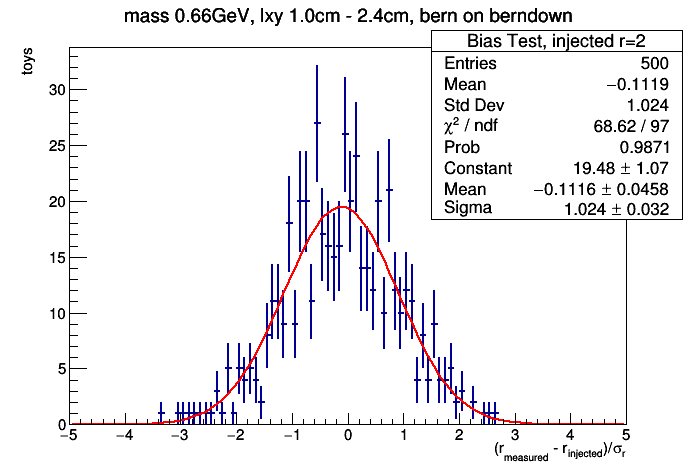 mass 0.66GeV, lxy 1.0cm - 2.4cm, bern on berndown
toys
Bias Test, injected r=2
Entries 500
Mean −0.1119
Std Dev 1.024
χ² / ndf 68.62 / 97
Prob 0.9871
Constant 19.48 ± 1.07
Mean −0.1116 ± 0.0458
Sigma 1.024 ± 0.032
30
25
20
15
10
5
0
−5 −4 −3 −2 −1 0 1 2 3 4 5
(r_measured - r_injected)/σ_r